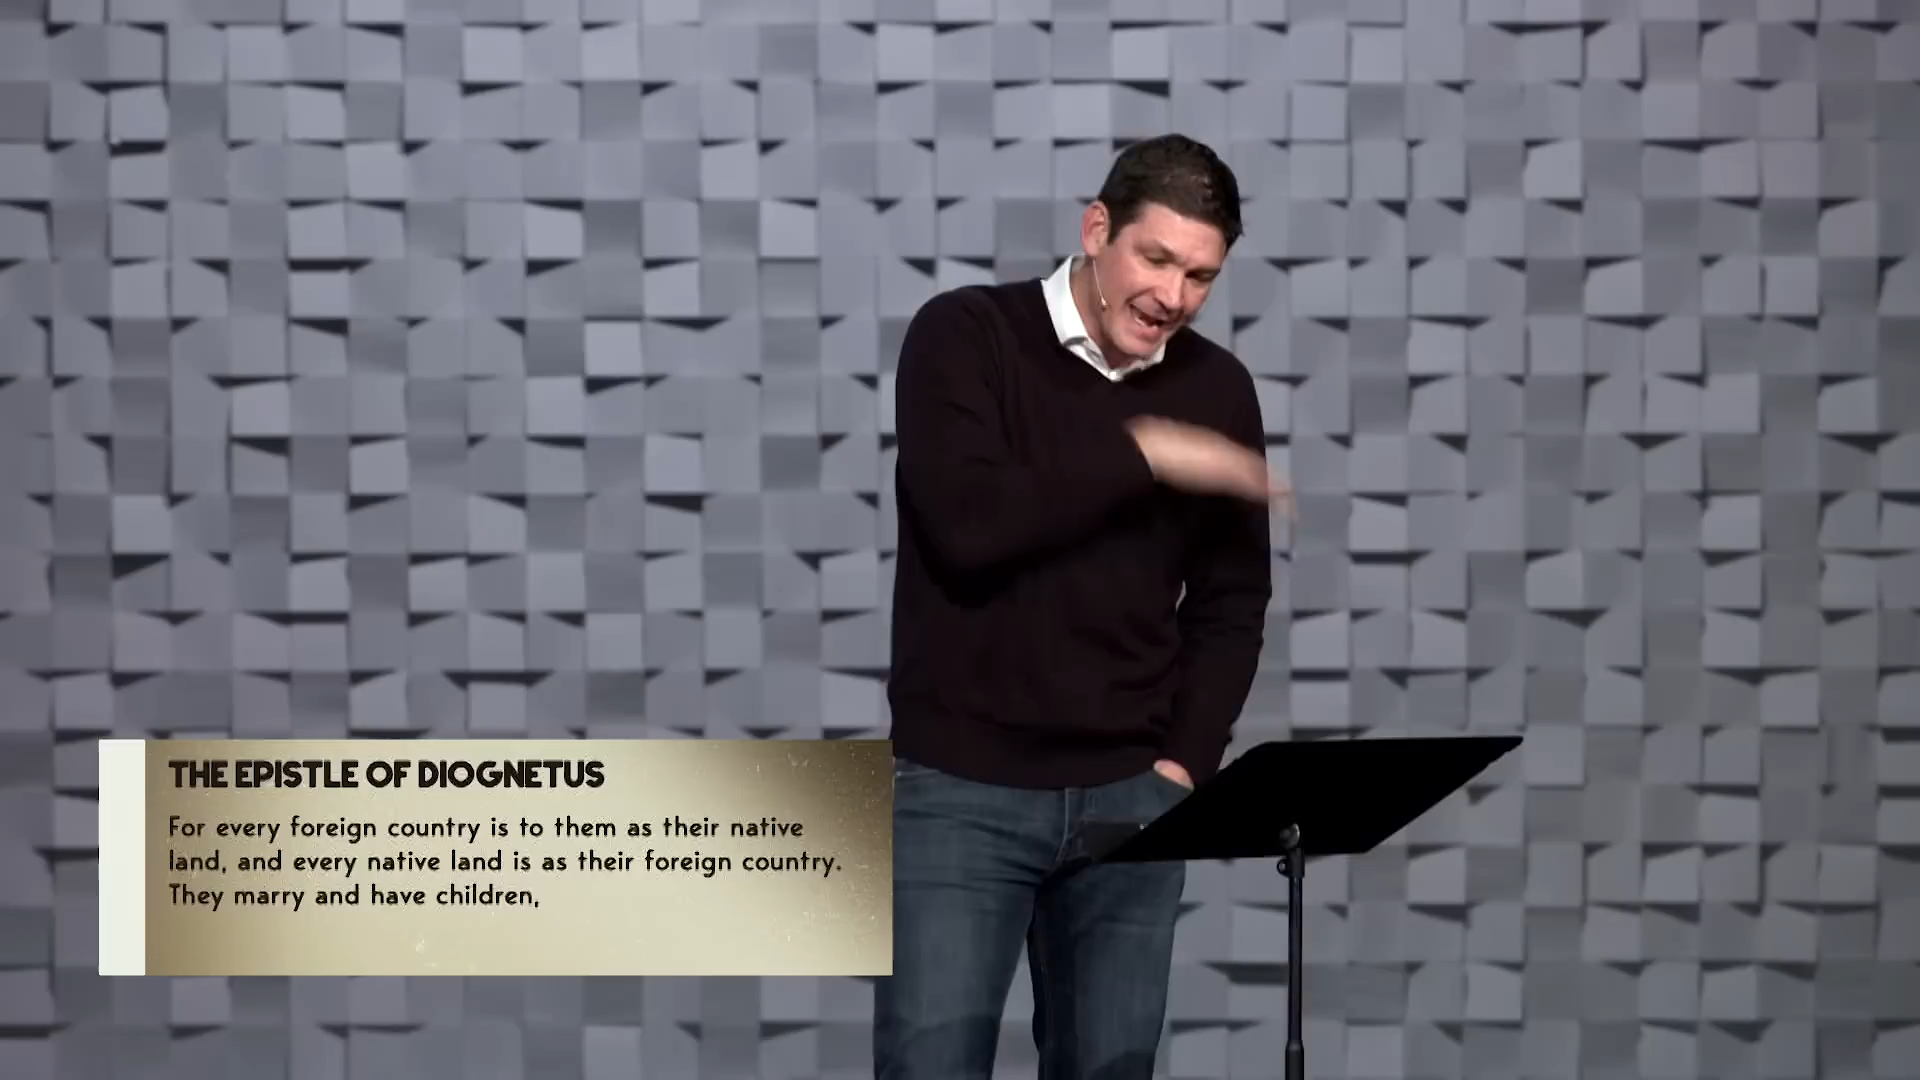 THE EPISTLE OF DIOGNETUS
For every foreign country is to them as their native
land, and every native land is as their foreign country.
They marry and have children,